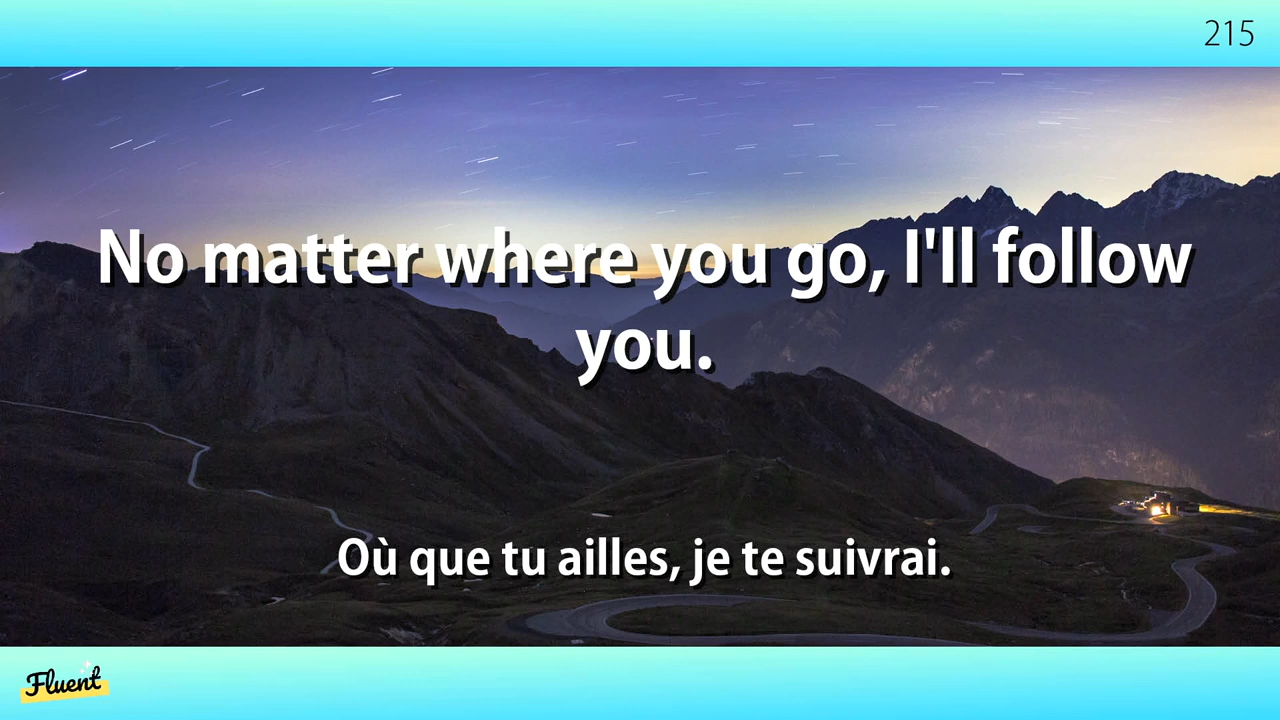 215
No matter where you go, I'll follow
you.
Où que tu ailles, je te suivrai.
Fluent